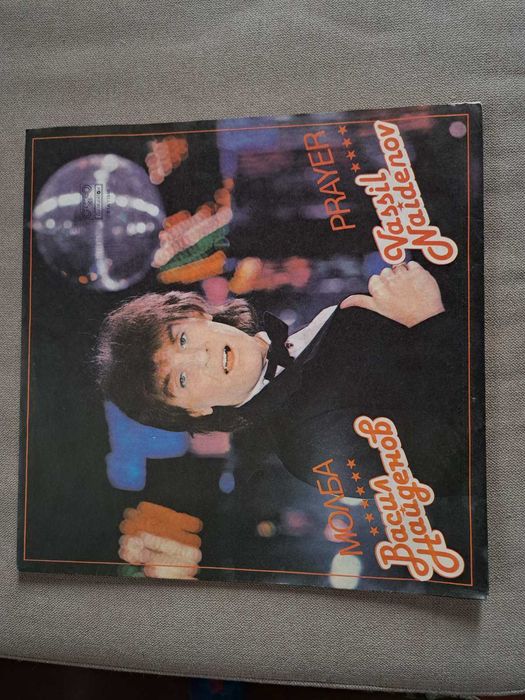 МОЛБА
Васил
Найденов
PRAYER
Vassil
Naidenov